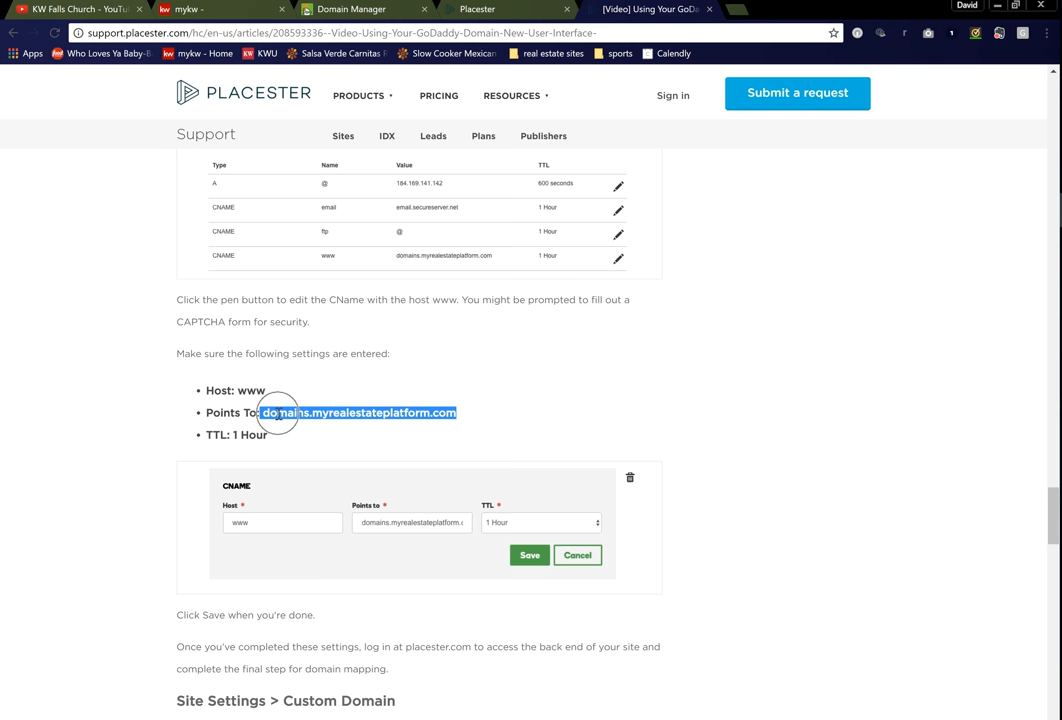 David
KW Falls Church - YouTu
mykw -
Domain Manager
Placester
[Video] Using Your GoDa
support.placester.com/hc/en-us/articles/208593336--Video-Using-Your-GoDaddy-Domain-New-User-Interface-
Apps Who Loves Ya Baby-B mykw - Home KWU Salsa Verde Carnitas Slow Cooker Mexican real estate sites sports Calendly
PLACESTER PRODUCTS PRICING RESOURCES Sign in Submit a request
Support Sites IDX Leads Plans Publishers
Type Name Value TTL
A @ 184.169.141.142 600 seconds
CNAME email email.secureserver.net 1 Hour
CNAME ftp @ 1 Hour
CNAME www domains.myrealestateplatform.com 1 Hour
Click the pen button to edit the CName with the host www. You might be prompted to fill out a
CAPTCHA form for security.
Make sure the following settings are entered:
• Host: www
• Points To: domains.myrealestateplatform.com
• TTL: 1 Hour
CNAME
Host * Points to * TTL *
www domains.myrealestateplatform.c 1 Hour
Save Cancel
Click Save when you're done.
Once you've completed these settings, log in at placester.com to access the back end of your site and
complete the final step for domain mapping.
Site Settings > Custom Domain